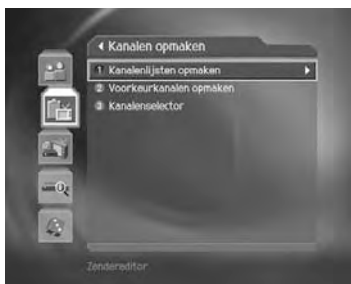 Kanalen opmaken
1 Kanalenlijsten opmaken
2 Voorkeurkanalen opmaken
3 Kanalenselector
Zendereditor